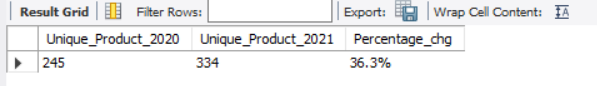 Result Grid Filter Rows: Export: Wrap Cell Content:
Unique_Product_2020 Unique_Product_2021 Percentage_chg
245 334 36.3%